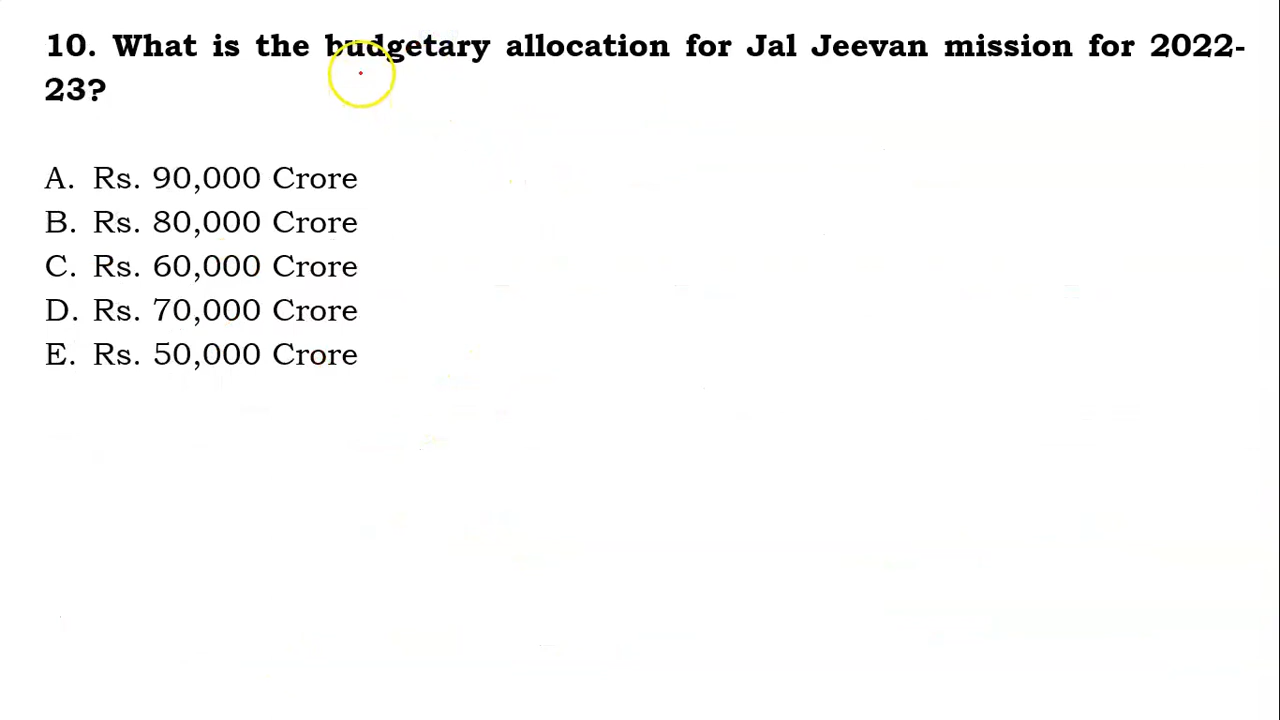 10. What is the budgetary allocation for Jal Jeevan mission for 2022-
23?
A. Rs. 90,000 Crore
B. Rs. 80,000 Crore
C. Rs. 60,000 Crore
D. Rs. 70,000 Crore
E. Rs. 50,000 Crore